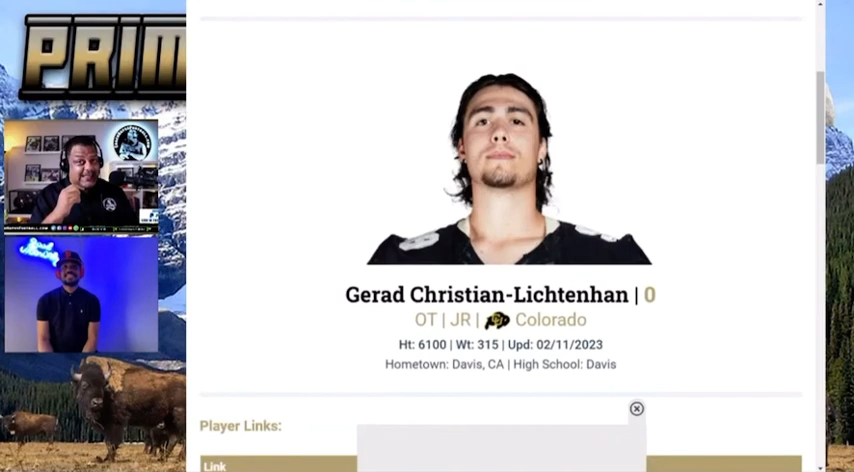 PRIM
Gerad Christian-Lichtenhan | 0
OT | JR | Colorado
Ht: 6100 | Wt: 315 | Upd: 02/11/2023
Hometown: Davis, CA | High School: Davis
Player Links:
Link